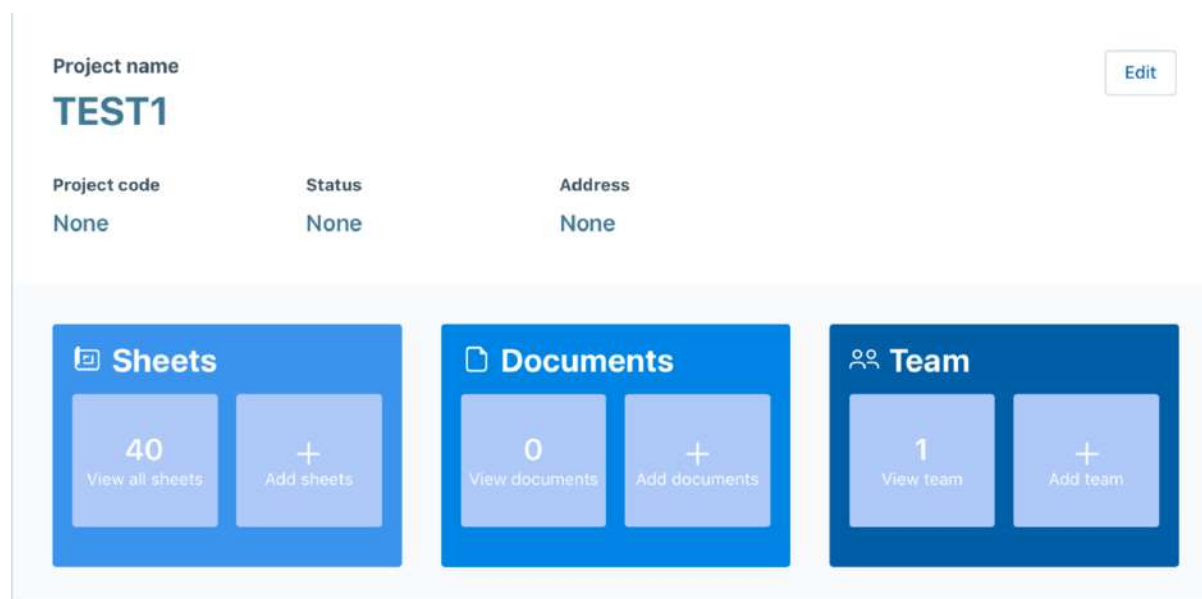 Project name
Edit
TEST1
Project code
Status
Address
None
None
None
Sheets
Documents
Team
40
View all sheets
+
Add sheets
0
View documents
+
Add documents
1
View team
+
Add team